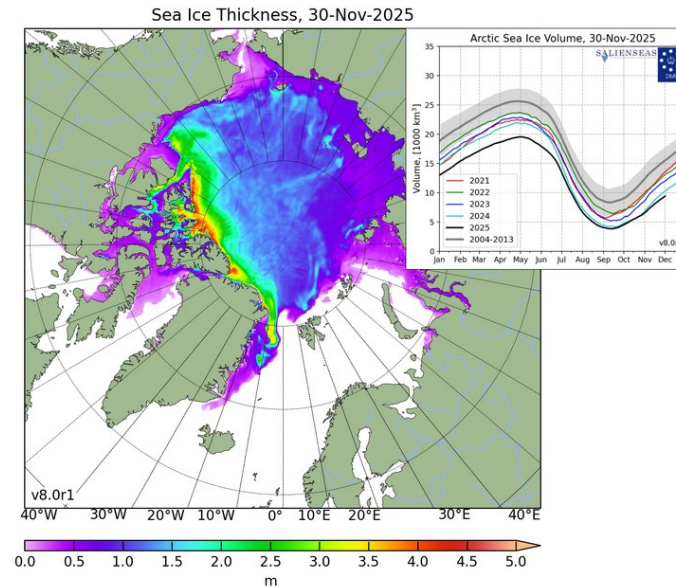 Sea Ice Thickness, 30-Nov-2025
Arctic Sea Ice Volume, 30-Nov-2025
SALIENSEAS
DMI
Volume, [1000 km³]
35
30
25
20
15
10
5
0
2021
2022
2023
2024
2025
2004-2013
Jan Feb Mar Apr May Jun Jul Aug Sep Oct Nov Dec
v8.0r1
40°W 30°W 20°W 10°W 0°E 10°E 20°E 30°E 40°E
0.0 0.5 1.0 1.5 2.0 2.5 3.0 3.5 4.0 4.5 5.0
m